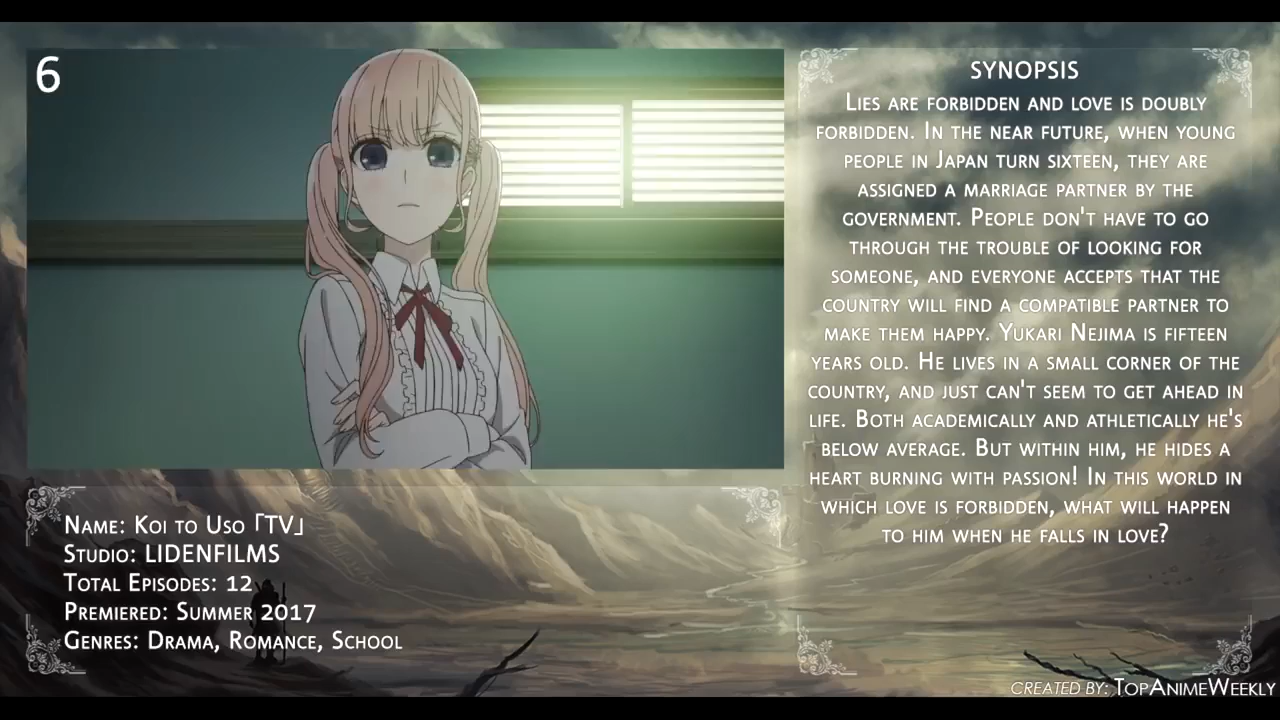 6
SYNOPSIS
LIES ARE FORBIDDEN AND LOVE IS DOUBLY
FORBIDDEN. IN THE NEAR FUTURE, WHEN YOUNG
PEOPLE IN JAPAN TURN SIXTEEN, THEY ARE
ASSIGNED A MARRIAGE PARTNER BY THE
GOVERNMENT. PEOPLE DON'T HAVE TO GO
THROUGH THE TROUBLE OF LOOKING FOR
SOMEONE, AND EVERYONE ACCEPTS THAT THE
COUNTRY WILL FIND A COMPATIBLE PARTNER TO
MAKE THEM HAPPY. YUKARI NEJIMA IS FIFTEEN
YEARS OLD. HE LIVES IN A SMALL CORNER OF THE
COUNTRY, AND JUST CAN'T SEEM TO GET AHEAD IN
LIFE. BOTH ACADEMICALLY AND ATHLETICALLY HE'S
BELOW AVERAGE. BUT WITHIN HIM, HE HIDES A
HEART BURNING WITH PASSION! IN THIS WORLD IN
WHICH LOVE IS FORBIDDEN, WHAT WILL HAPPEN
TO HIM WHEN HE FALLS IN LOVE?
NAME: KOI TO USO「TV」
STUDIO: LIDENFILMS
TOTAL EPISODES: 12
PREMIERED: SUMMER 2017
GENRES: DRAMA, ROMANCE, SCHOOL
CREATED BY: TOPANIMEWEEKLY